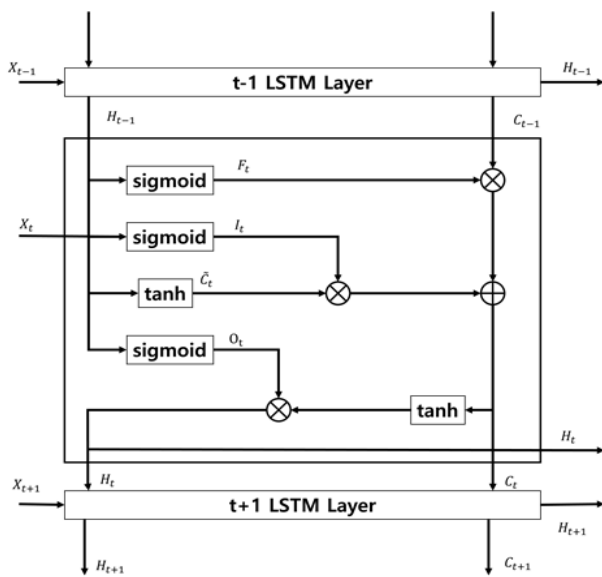 X_{t-1}
t-1 LSTM Layer
H_{t-1}
H_{t-1}
C_{t-1}
sigmoid
F_t
X_t
sigmoid
I_t
tanh
C̃_t
sigmoid
O_t
tanh
H_t
H_t
C_t
X_{t+1}
t+1 LSTM Layer
H_{t+1}
H_{t+1}
C_{t+1}